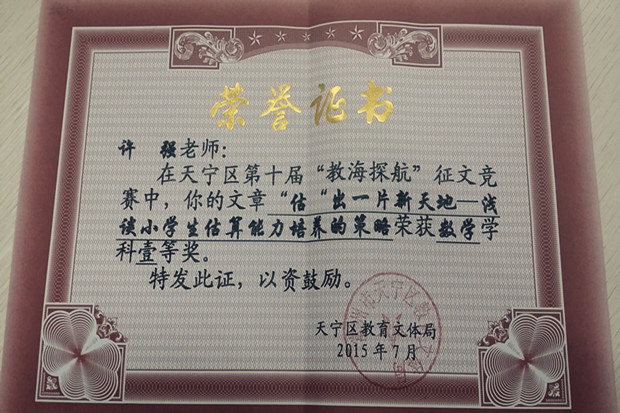 荣誉证书
许 强老师：
在天宁区第十届“教海探航”征文竞
赛中，你的文章“估“出一片新天地—浅
谈小学生估算能力培养的策略荣获数学学
科壹等奖。
特发此证，以资鼓励。
天宁区教育文体局
2015年7月